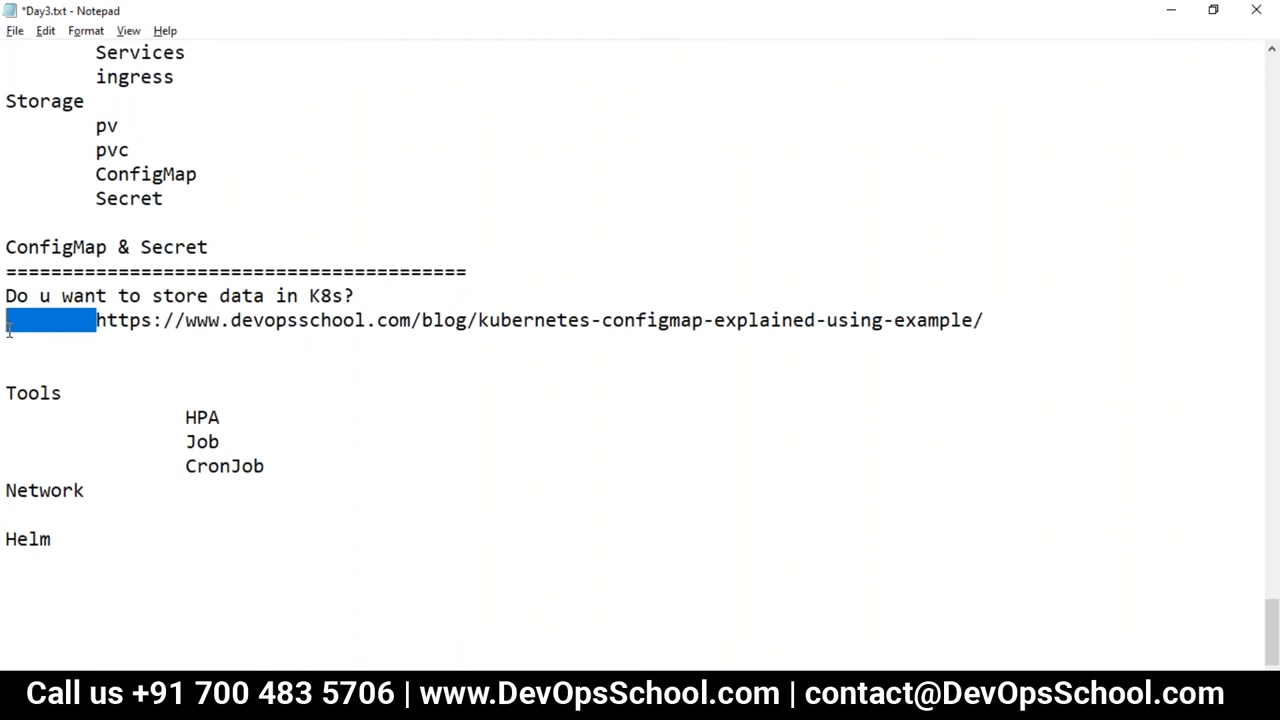 *Day3.txt - Notepad
File Edit Format View Help
Services
ingress
Storage
pv
pvc
ConfigMap
Secret
ConfigMap & Secret
=========================================
Do u want to store data in K8s?
https://www.devopsschool.com/blog/kubernetes-configmap-explained-using-example/
Tools
HPA
Job
CronJob
Network
Helm
Call us +91 700 483 5706 | www.DevOpsSchool.com | contact@DevOpsSchool.com